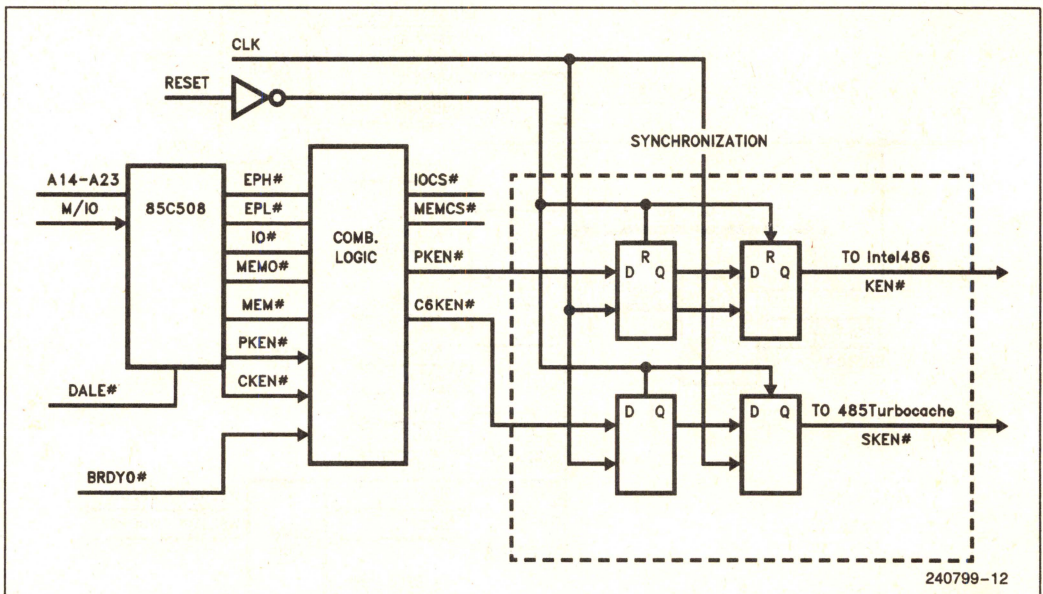 CLK
RESET
SYNCHRONIZATION
A14-A23
M/IO
85C508
EPH#
EPL#
IO#
MEMO#
MEM#
PKEN#
CKEN#
DALE#
BRDYO#
COMB.
LOGIC
IOCS#
MEMCS#
PKEN#
C6KEN#
R
D Q
R
D Q
TO Intel486
KEN#
D Q
D Q
TO 485Turbocache
SKEN#
240799-12